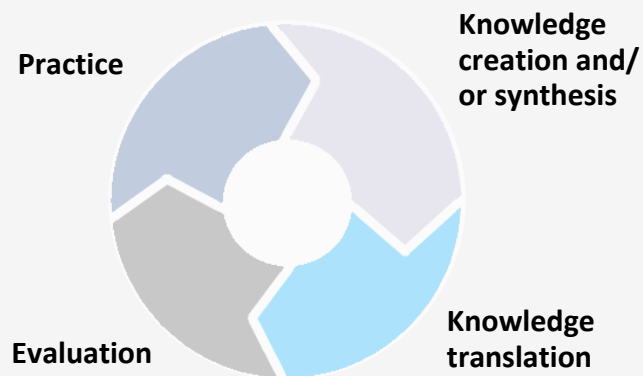 Practice
Knowledge
creation and/
or synthesis
Evaluation
Knowledge
translation